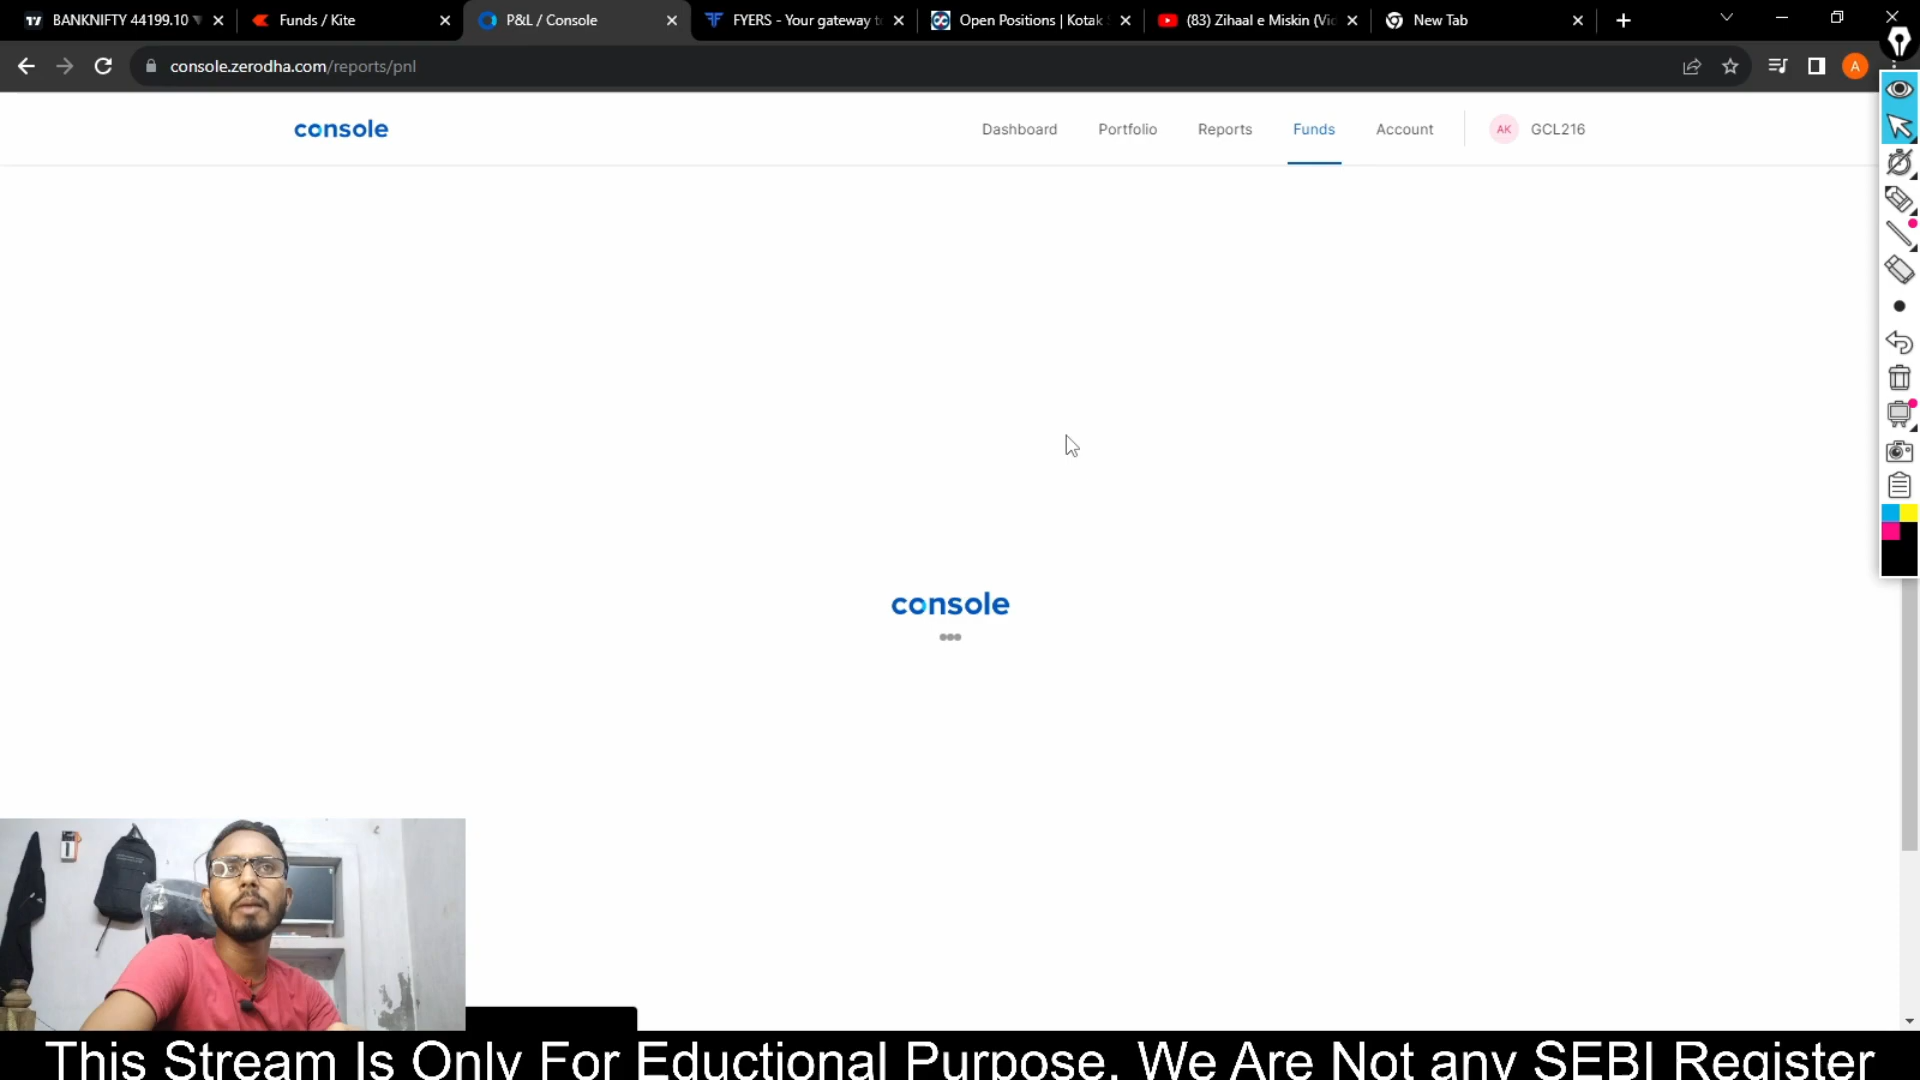 BANKNIFTY 44199.10 ▼
Funds / Kite
P&L / Console
FYERS - Your gateway t
Open Positions | Kotak
(83) Zihaal e Miskin (Vi
New Tab
console.zerodha.com/reports/pnl
A
console
Dashboard
Portfolio
Reports
Funds
Account
AK
GCL216
console
This Stream Is Only For Eductional Purpose. We Are Not any SEBI Register